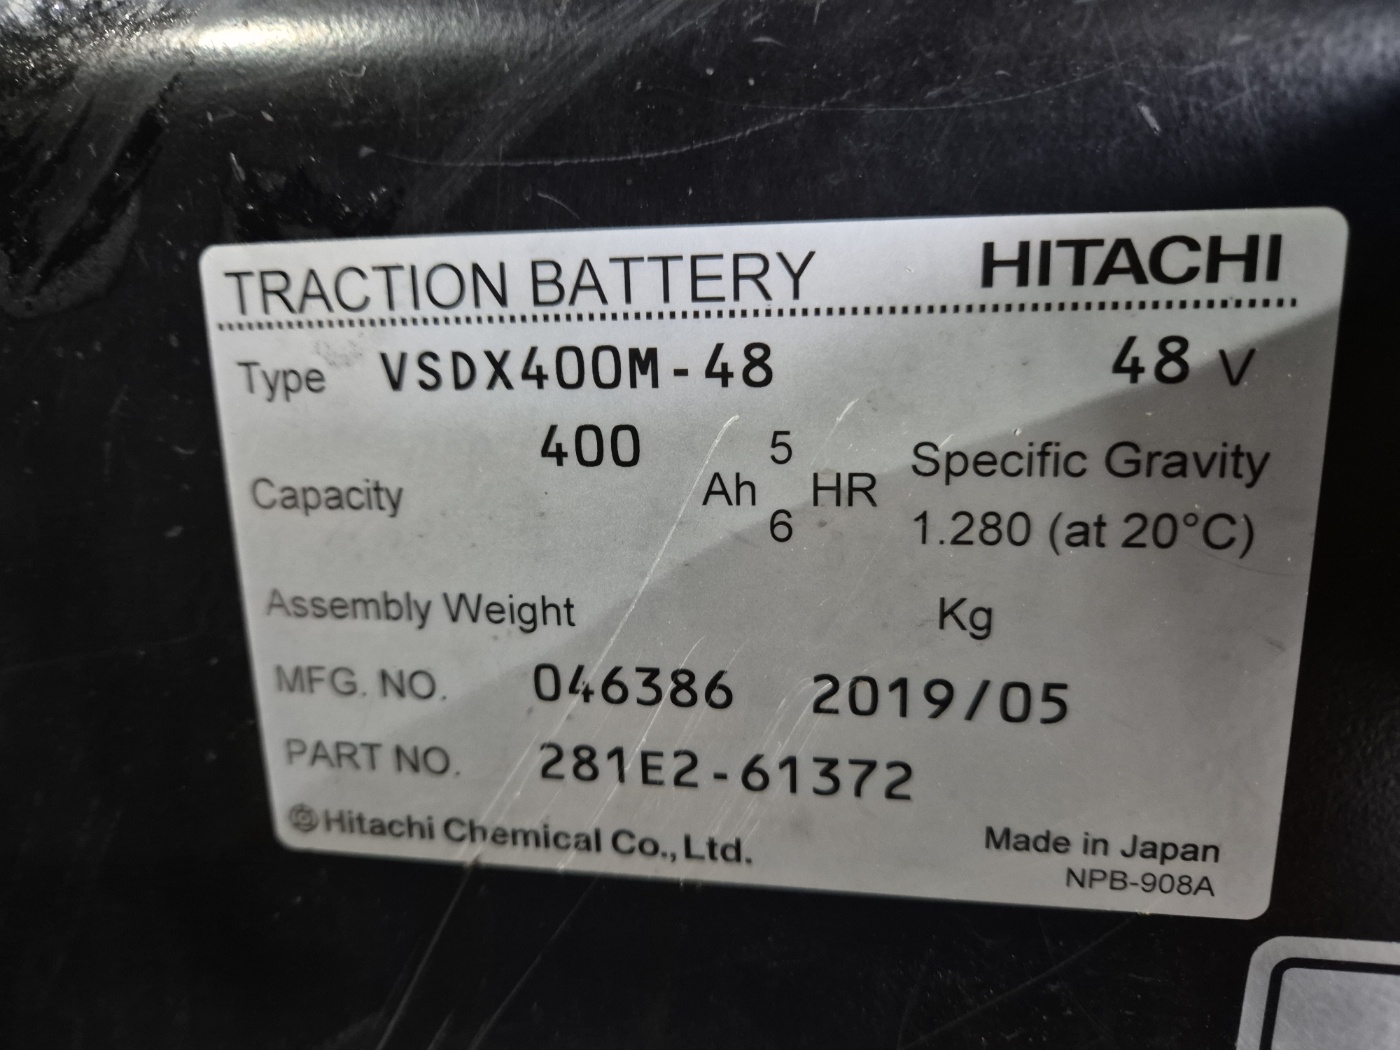 TRACTION BATTERY HITACHI
Type VSDX400M-48 48 V
400 5
Capacity Ah HR Specific Gravity
6 1.280 (at 20°C)
Assembly Weight Kg
MFG. NO. 046386 2019/05
PART NO. 281E2-61372
Hitachi Chemical Co., Ltd. Made in Japan
NPB-908A